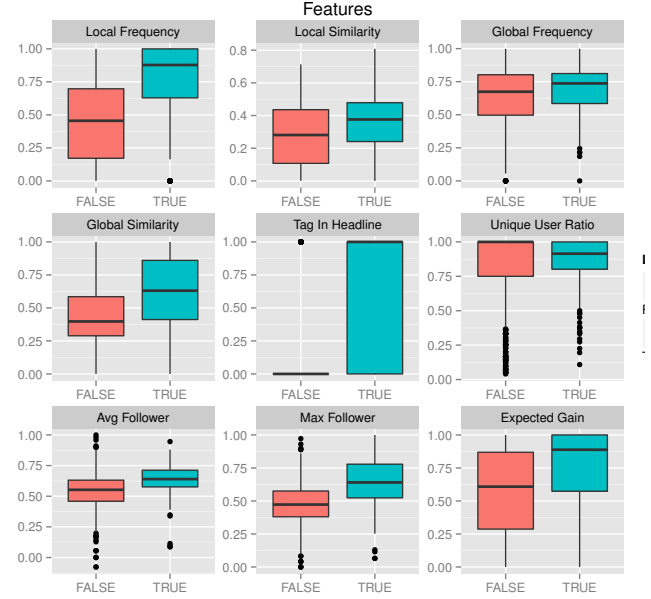 Features
Local Frequency Local Similarity Global Frequency
1.00 0.75 0.50 0.25 0.00
0.8 0.6 0.4 0.2 0.0
1.00 0.75 0.50 0.25 0.00
FALSE TRUE FALSE TRUE FALSE TRUE
Global Similarity Tag In Headline Unique User Ratio
1.00 0.75 0.50 0.25 0.00
1.00 0.75 0.50 0.25 0.00
1.00 0.75 0.50 0.25 0.00
FALSE TRUE FALSE TRUE FALSE TRUE
Avg Follower Max Follower Expected Gain
1.00 0.75 0.50 0.25 0.00
1.00 0.75 0.50 0.25 0.00
1.00 0.75 0.50 0.25 0.00
FALSE TRUE FALSE TRUE FALSE TRUE